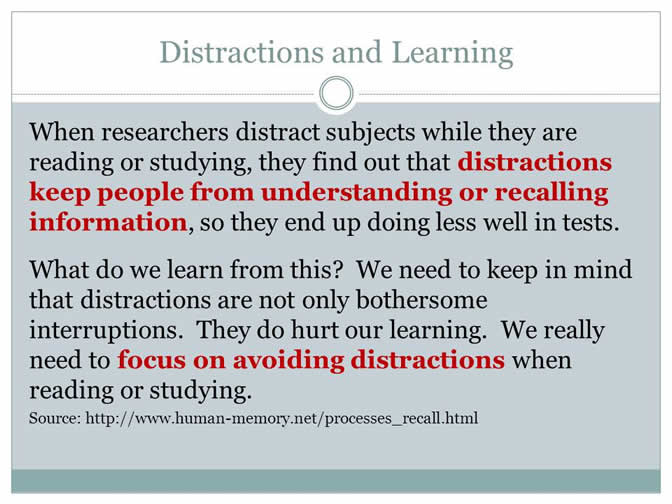 Distractions and Learning
When researchers distract subjects while they are
reading or studying, they find out that distractions
keep people from understanding or recalling
information, so they end up doing less well in tests.
What do we learn from this?  We need to keep in mind
that distractions are not only bothersome
interruptions.  They do hurt our learning.  We really
need to focus on avoiding distractions when
reading or studying.
Source: http://www.human-memory.net/processes_recall.html